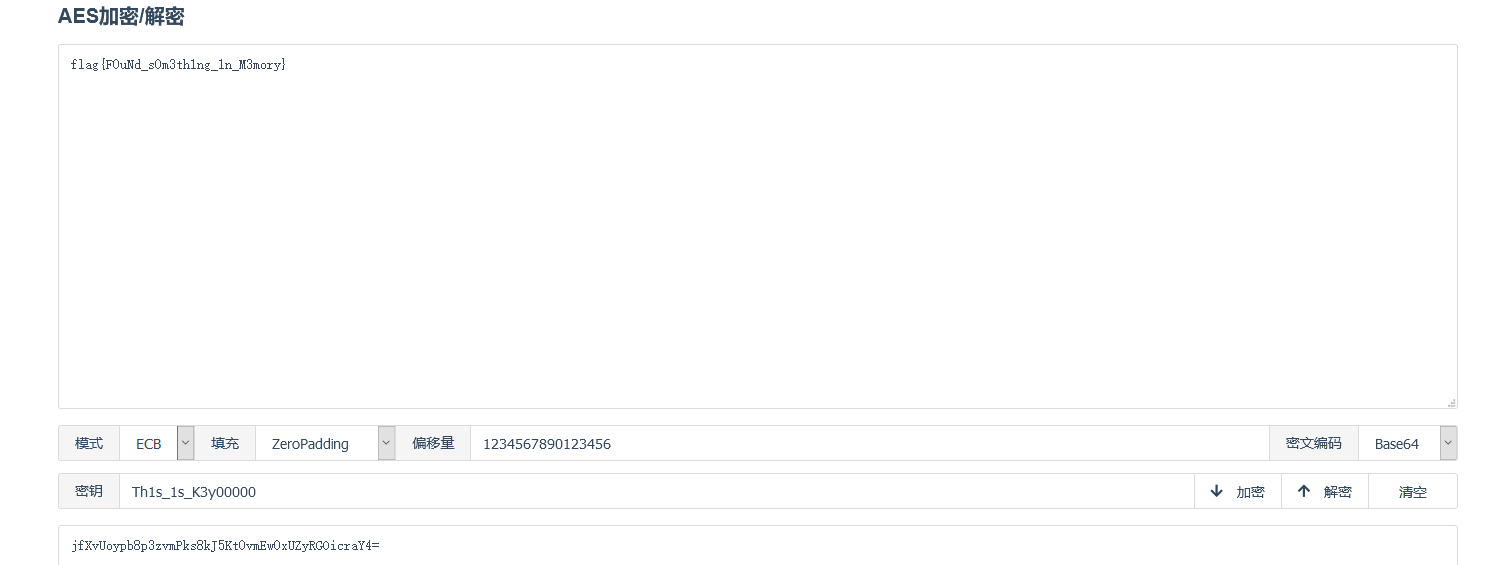 AES加密/解密
flag{F0uNd_s0m3th1ng_1n_M3mory}
模式 ECB 填充 ZeroPadding 偏移量 1234567890123456 密文编码 Base64
密钥 Th1s_1s_K3y00000 加密 解密 清空
jfXvUoypb8p3zvmPks8kJ5Kt0vmEw0xUZyRGOicraY4=